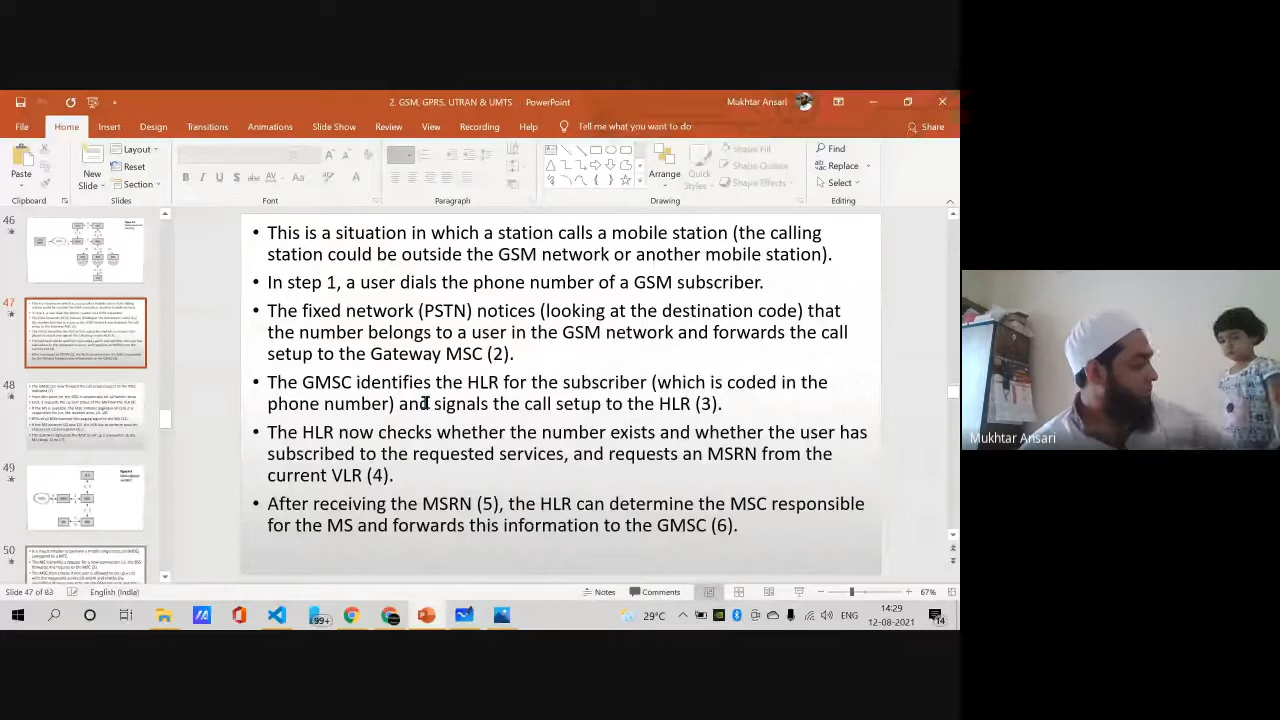 2. GSM, GPRS, UTRAN & UMTS - PowerPoint
Mukhtar Ansari
File Home Insert Design Transitions Animations Slide Show Review View Recording Help Tell me what you want to do Share
Paste
Clipboard
New Slide
Layout
Reset
Section
Slides
Font
Paragraph
Arrange
Quick Styles
Shape Fill
Shape Outline
Shape Effects
Drawing
Find
Replace
Select
Editing
46
47
48
49
50
• This is a situation in which a station calls a mobile station (the calling
station could be outside the GSM network or another mobile station).
• In step 1, a user dials the phone number of a GSM subscriber.
• The fixed network (PSTN) notices (looking at the destination code) that
the number belongs to a user in the GSM network and forwards the call
setup to the Gateway MSC (2).
• The GMSC identifies the HLR for the subscriber (which is coded in the
phone number) and signals the call setup to the HLR (3).
• The HLR now checks whether the number exists and whether the user has
subscribed to the requested services, and requests an MSRN from the
current VLR (4).
• After receiving the MSRN (5), the HLR can determine the MSC responsible
for the MS and forwards this information to the GMSC (6).
Mukhtar Ansari
Slide 47 of 83 English (India) Notes Comments 67%
99+ 29°C ENG 14:29
12-08-2021 14